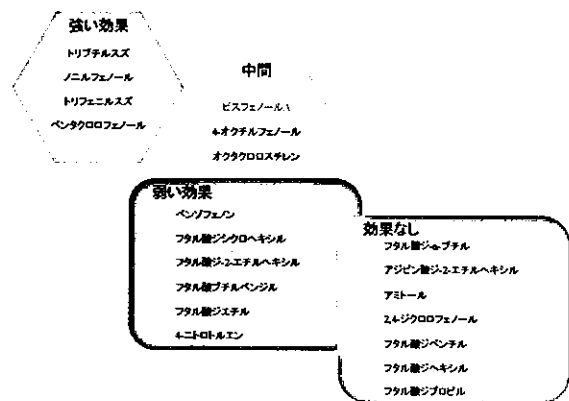 強い効果
トリブチルスズ
ノニルフェノール
トリフェニルスズ
ペンタクロロフェノール
中間
ビスフェノールA
4-オクチルフェノール
オクタクロロスチレン
弱い効果
ベンゾフェノン
フタル酸ジシクロヘキシル
フタル酸ジ-2-エチルヘキシル
フタル酸ブチルベンジル
フタル酸ジエチル
4-ニトロトルエン
効果なし
フタル酸ジ-n-ブチル
アジピン酸ジ-2-エチルヘキシル
アミトール
2,4-ジクロロフェノール
フタル酸ジペンチル
フタル酸ジヘキシル
フタル酸ジプロピル